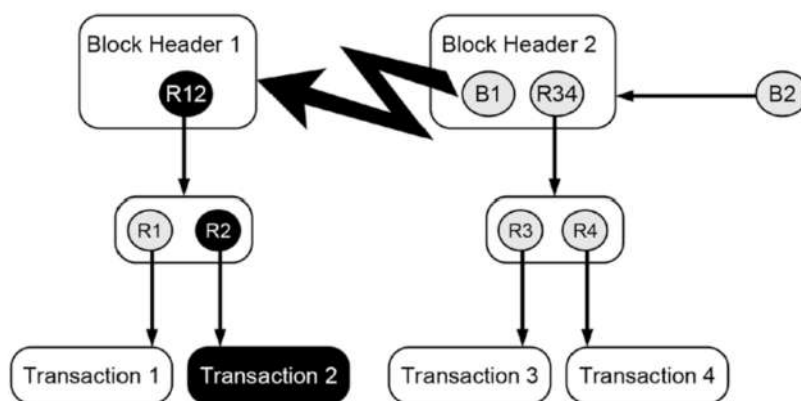 Block Header 1
Block Header 2
R12
B1
R34
B2
R1
R2
R3
R4
Transaction 1
Transaction 2
Transaction 3
Transaction 4